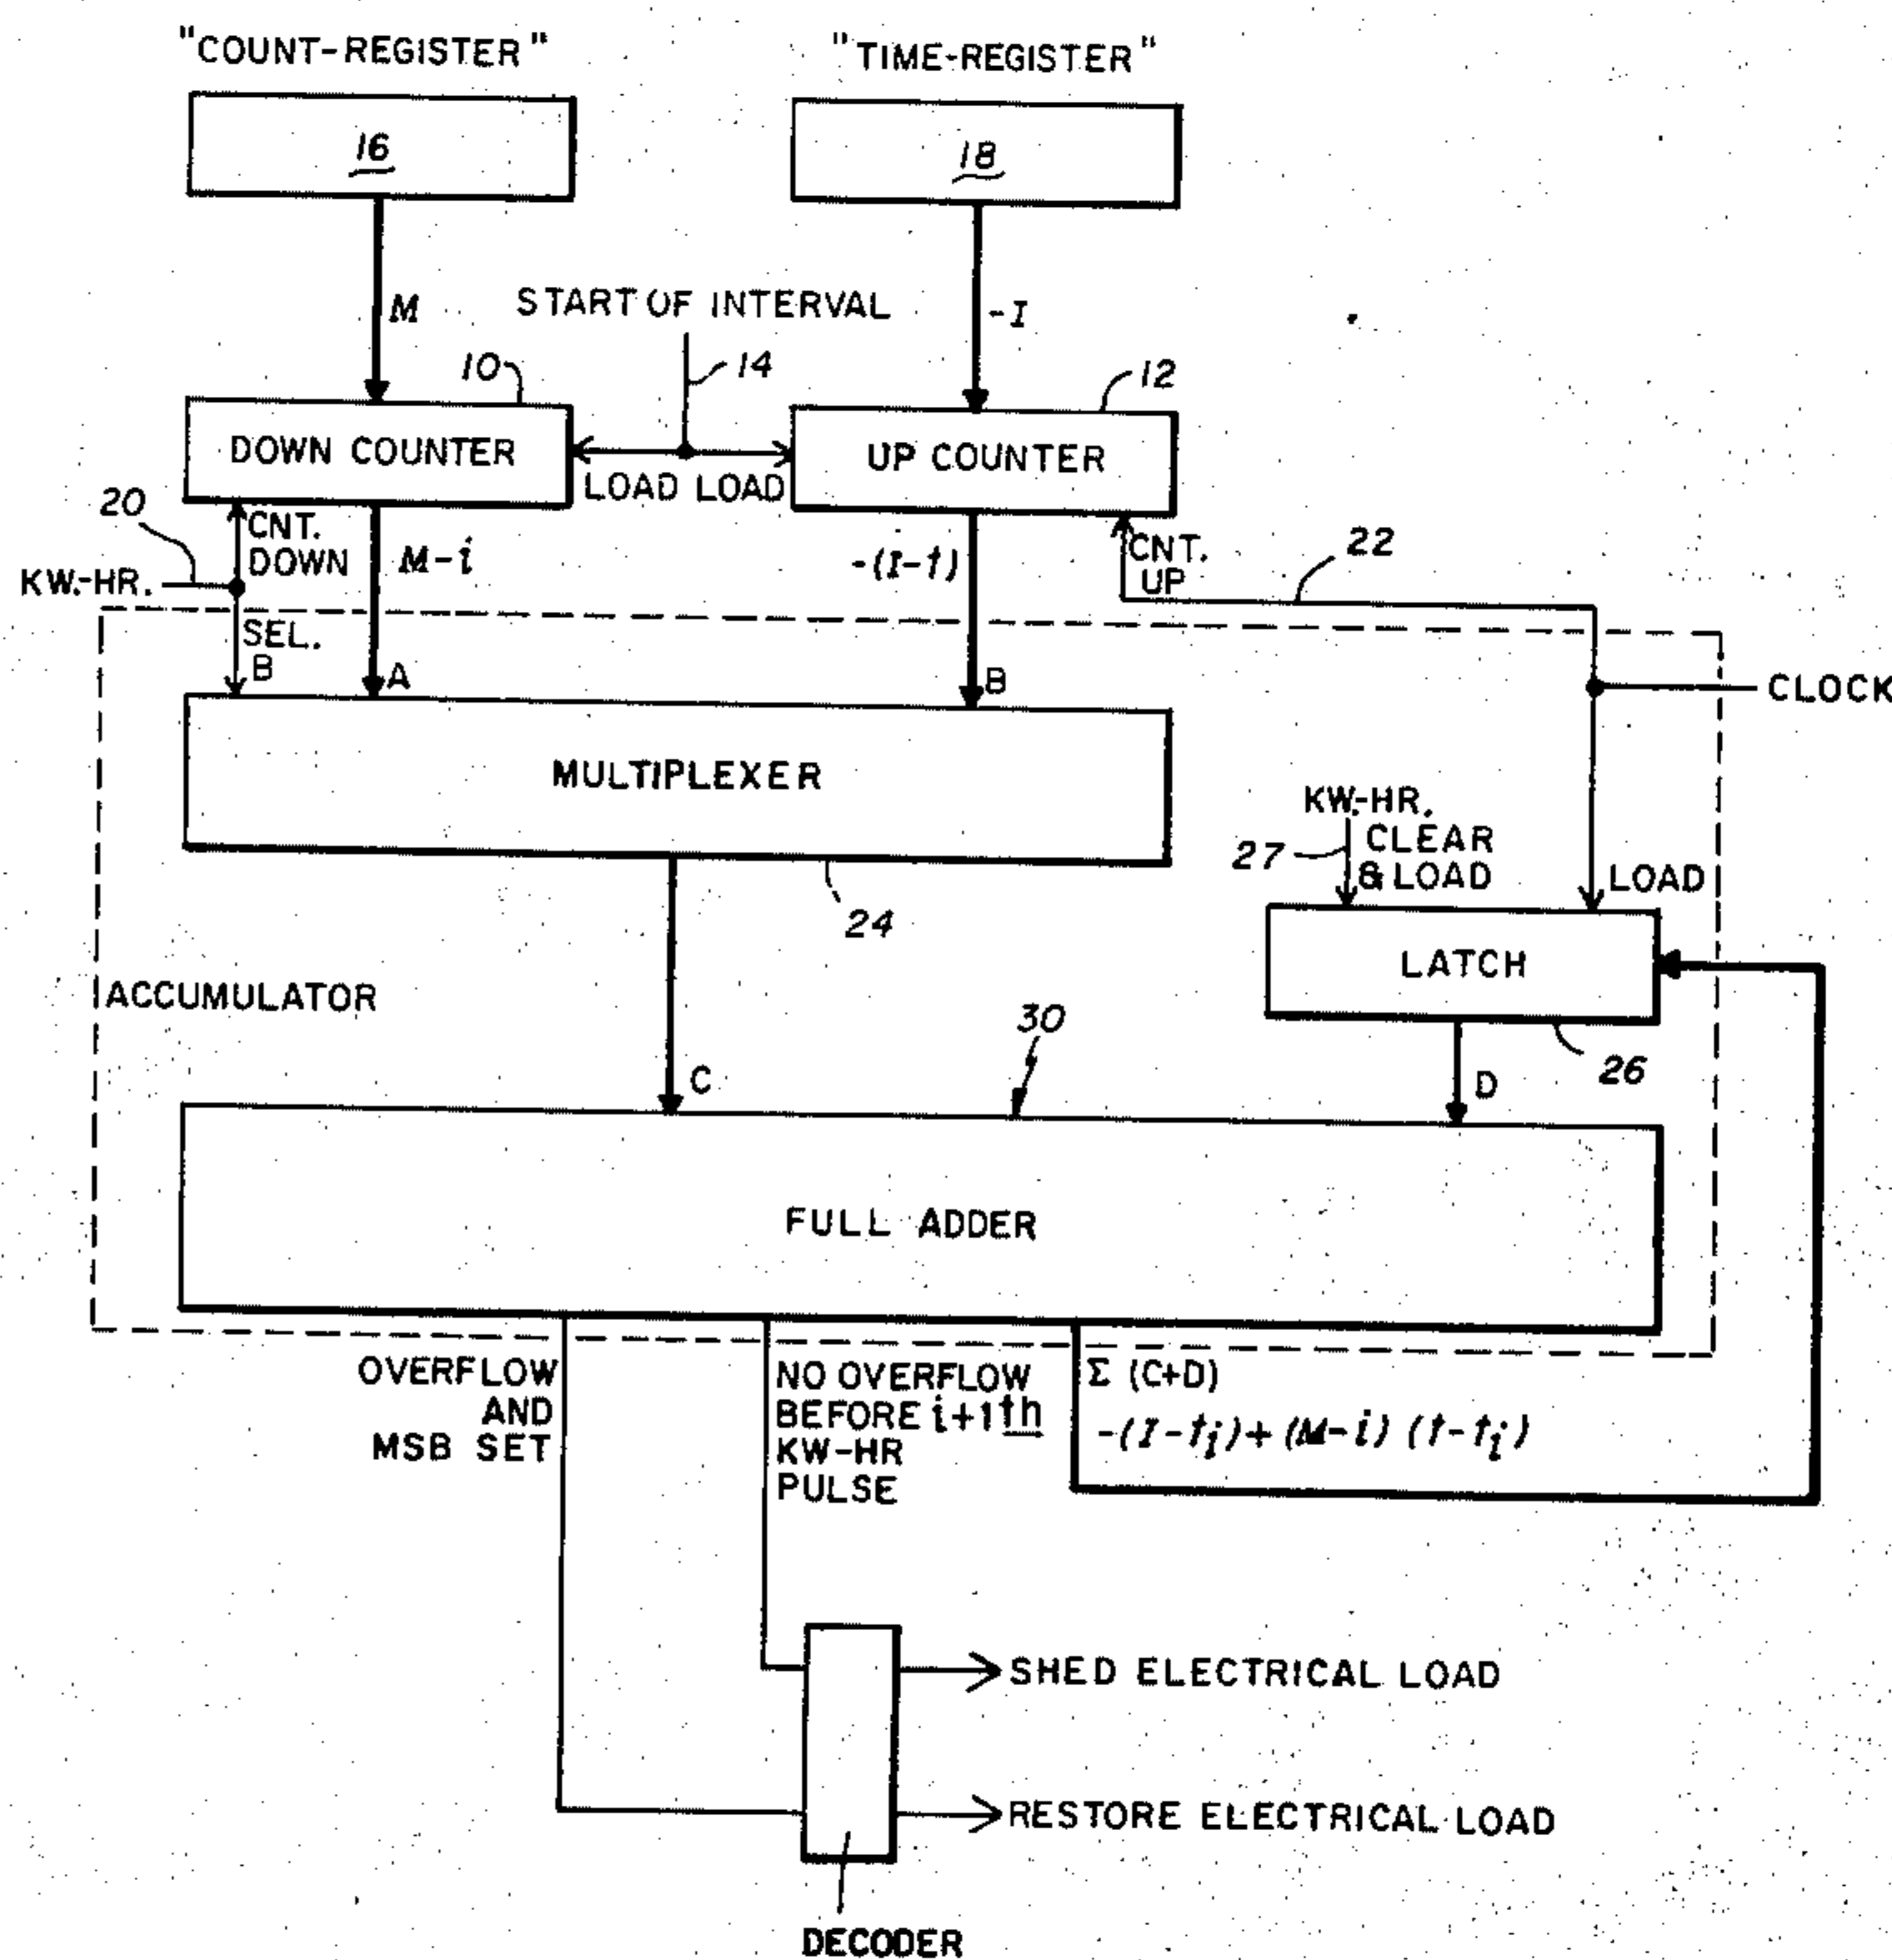 "COUNT-REGISTER"
"TIME-REGISTER"
16
18
M
START OF INTERVAL
-I
10
14
12
DOWN COUNTER
UP COUNTER
LOAD LOAD
20
CNT.
DOWN
M-i
-(I-t)
CNT.
UP
22
KW.-HR.
SEL.
B
A
B
CLOCK
MULTIPLEXER
KW.-HR.
CLEAR
& LOAD
27
LOAD
24
LATCH
ACCUMULATOR
30
26
C
D
FULL ADDER
OVERFLOW
AND
MSB SET
NO OVERFLOW
BEFORE i+1th
KW-HR
PULSE
Σ (C+D)
-(I-ti)+(M-i) (t-ti)
SHED ELECTRICAL LOAD
RESTORE ELECTRICAL LOAD
DECODER